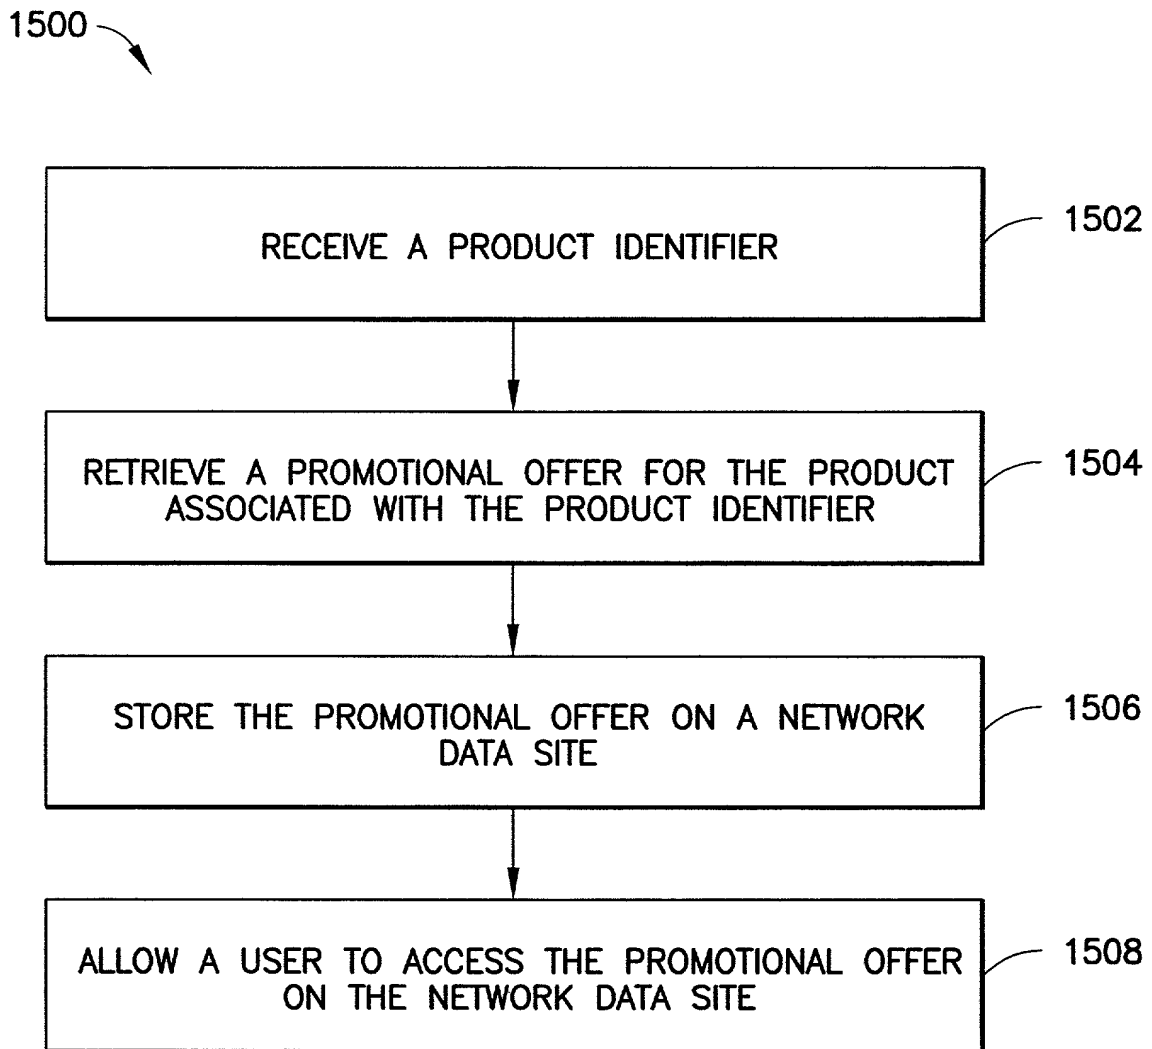 1500
RECEIVE A PRODUCT IDENTIFIER
1502
RETRIEVE A PROMOTIONAL OFFER FOR THE PRODUCT
ASSOCIATED WITH THE PRODUCT IDENTIFIER
1504
STORE THE PROMOTIONAL OFFER ON A NETWORK
DATA SITE
1506
ALLOW A USER TO ACCESS THE PROMOTIONAL OFFER
ON THE NETWORK DATA SITE
1508